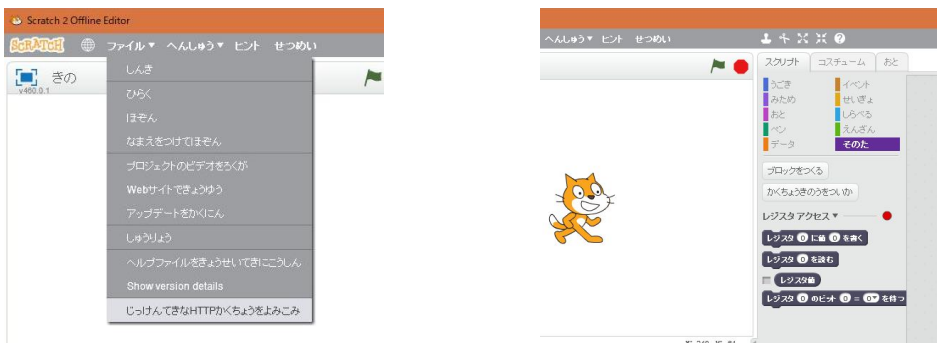 Scratch 2 Offline Editor
SCRATCH ファイル▼ へんしゅう▼ ヒント せつめい
きの
v460.0.1
しんき
ひらく
ほぞん
なまえをつけてほぞん
プロジェクトのビデオをろくが
Webサイトできょうゆう
アップデートをかくにん
しゅうりょう
ヘルプファイルをきょうせいてきにこうしん
Show version details
じっけんてきなHTTPかくちょうをよみこみ
へんしゅう▼ ヒント せつめい
スクリプト コスチューム おと
うごき イベント
みため せいぎょ
おと しらべる
ペン えんざん
データ そのた
ブロックをつくる
かくちょうきのうをついか
レジスタアクセス▼
レジスタ 0 に値 0 を書く
レジスタ 0 を読む
レジスタ値
レジスタ 0 のビット 0 = 0▼ を待つ